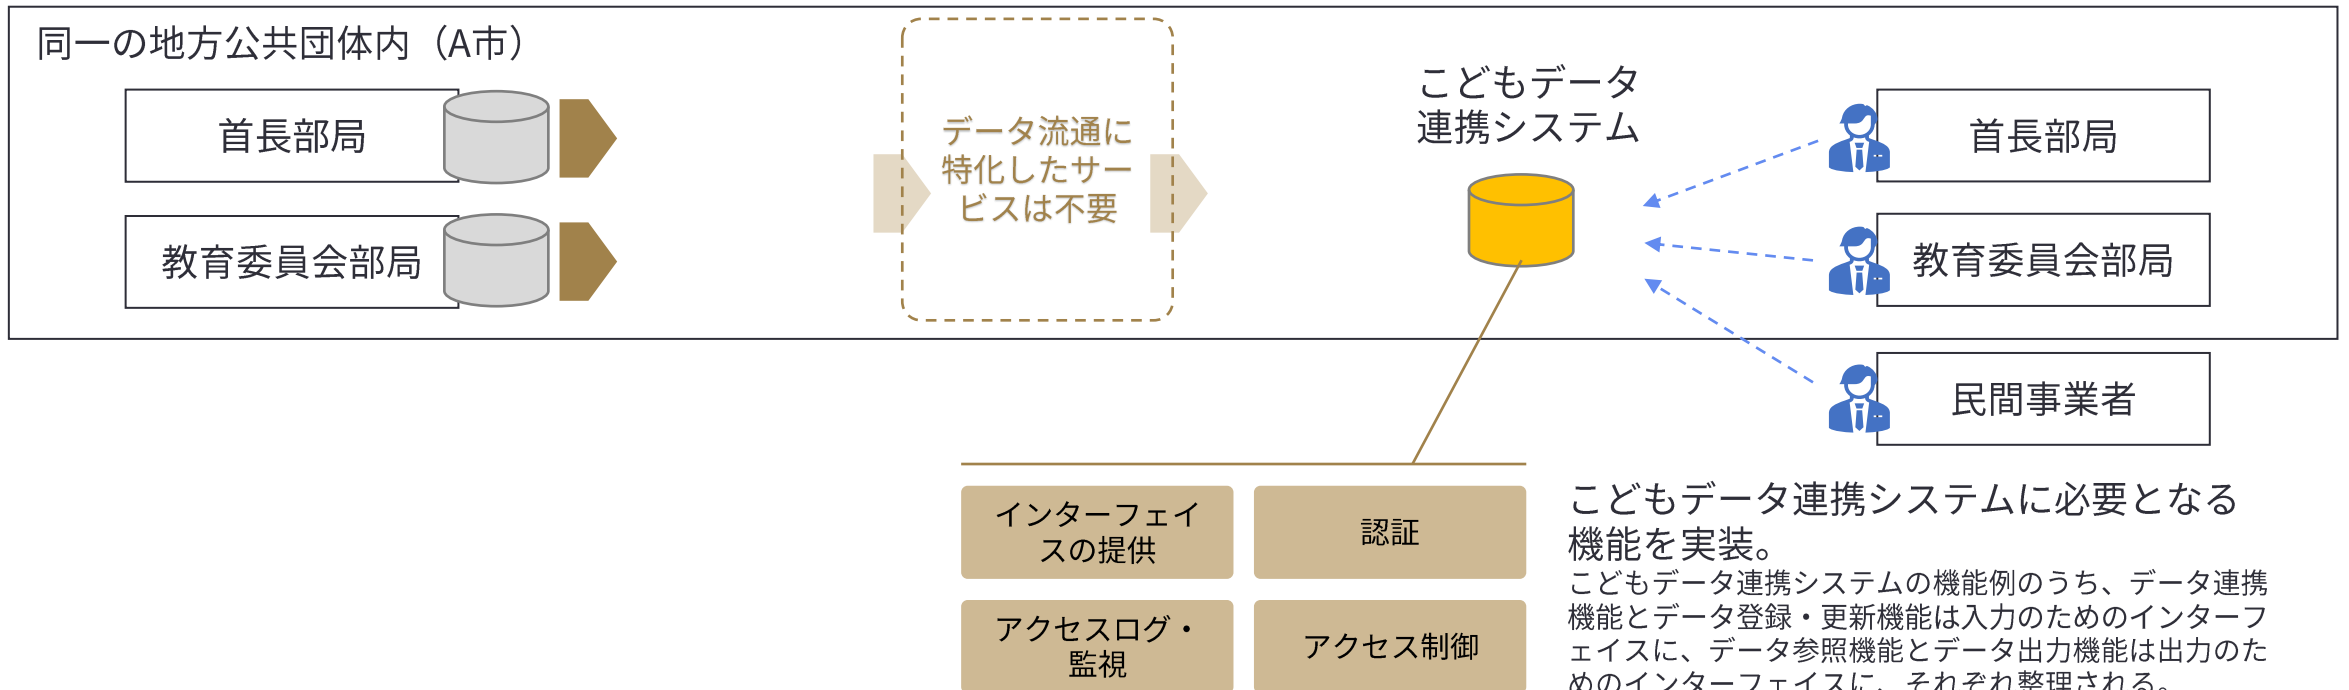 同一の地方公共団体内（A市）
首長部局
教育委員会部局
データ流通に
特化したサー
ビスは不要
こどもデータ
連携システム
首長部局
教育委員会部局
民間事業者
インターフェイ
スの提供
認証
アクセスログ・
監視
アクセス制御
こどもデータ連携システムに必要となる
機能を実装。
こどもデータ連携システムの機能例のうち、データ連携
機能とデータ登録・更新機能は入力のためのインターフ
ェイスに、データ参照機能とデータ出力機能は出力のた
めのインターフェイスに、それぞれ整理される。